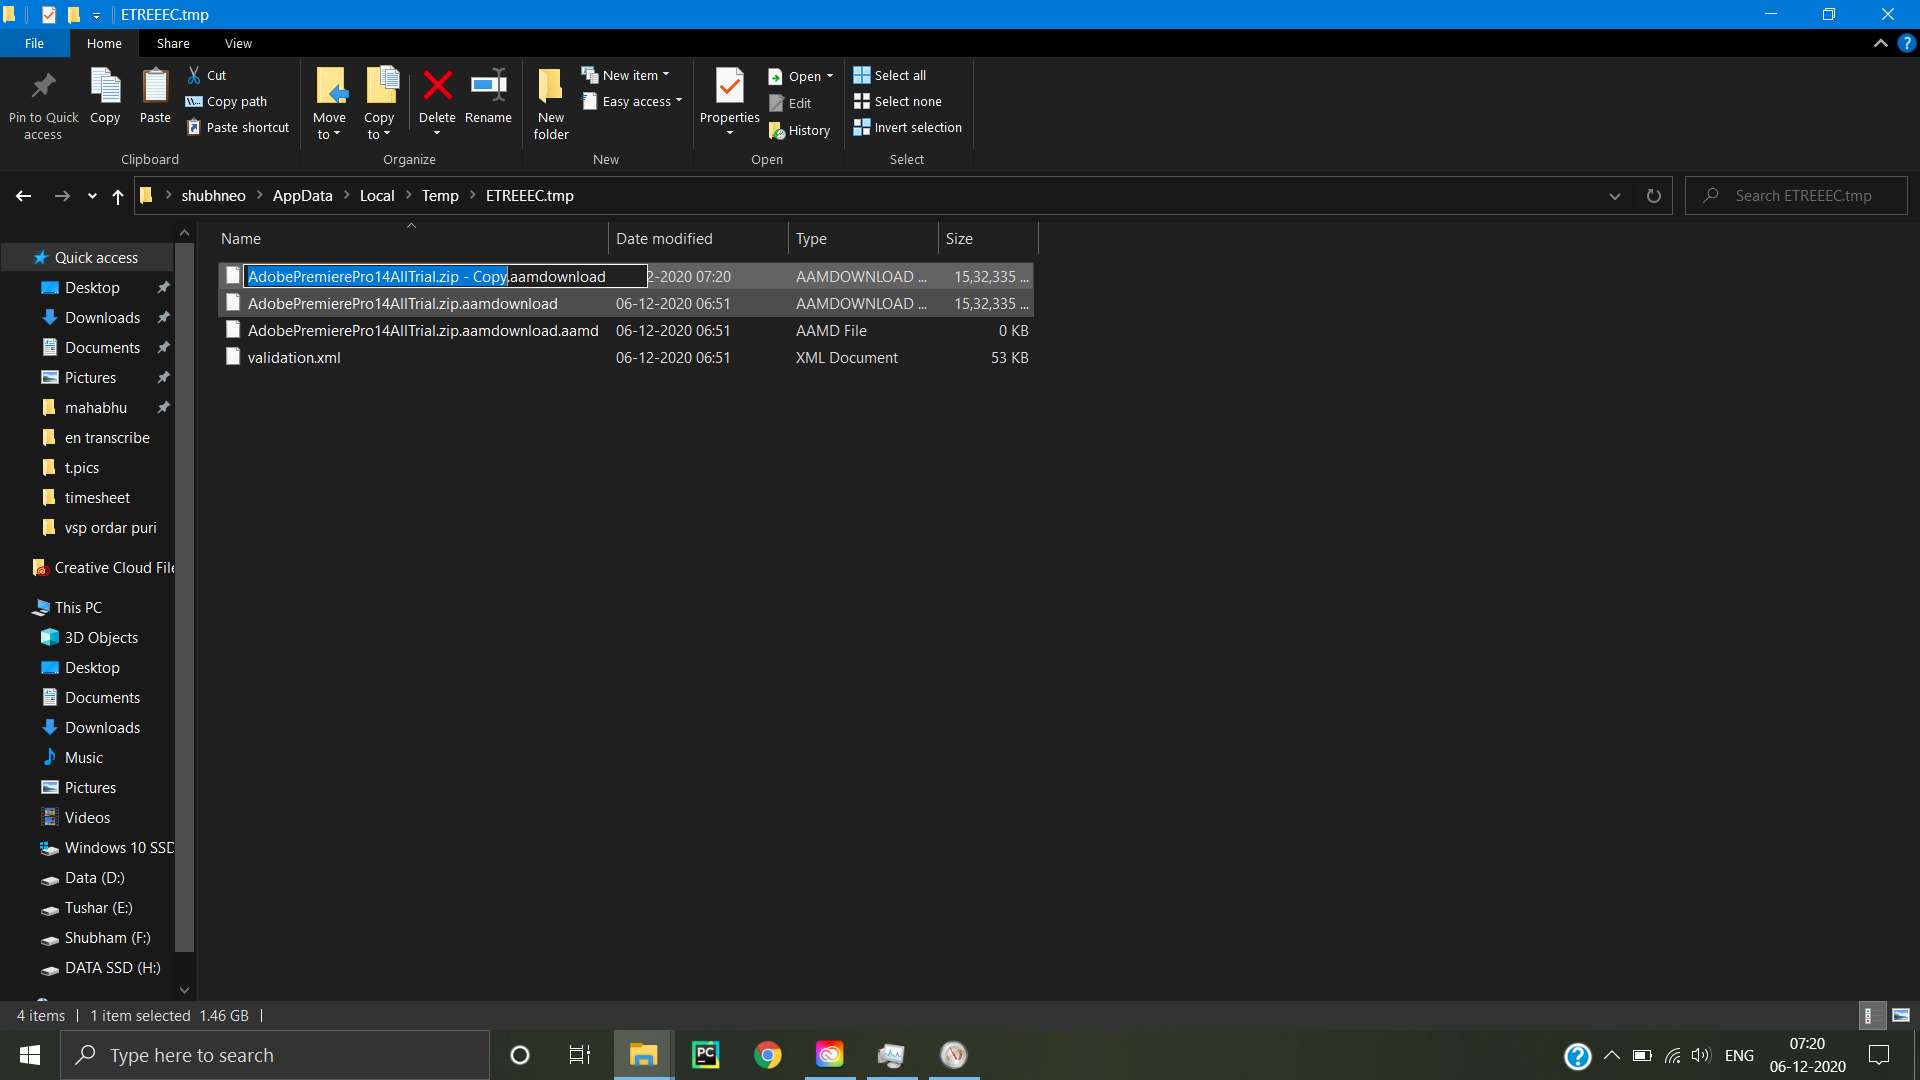 ETREEEC.tmp
File Home Share View
Pin to Quick access
Copy
Paste
Cut
Copy path
Paste shortcut
Clipboard
Move to
Copy to
Delete
Rename
Organize
New folder
New item
Easy access
New
Properties
Open
Edit
History
Open
Select all
Select none
Invert selection
Select
shubhneo > AppData > Local > Temp > ETREEEC.tmp
Search ETREEEC.tmp
Name Date modified Type Size
AdobePremierePro14AllTrial.zip - Copy.aamdownload 2-2020 07:20 AAMDOWNLOAD ... 15,32,335 ...
AdobePremierePro14AllTrial.zip.aamdownload 06-12-2020 06:51 AAMDOWNLOAD ... 15,32,335 ...
AdobePremierePro14AllTrial.zip.aamdownload.aamd 06-12-2020 06:51 AAMD File 0 KB
validation.xml 06-12-2020 06:51 XML Document 53 KB
Quick access
Desktop
Downloads
Documents
Pictures
mahabhu
en transcribe
t.pics
timesheet
vsp ordar puri
Creative Cloud File
This PC
3D Objects
Desktop
Documents
Downloads
Music
Pictures
Videos
Windows 10 SSD
Data (D:)
Tushar (E:)
Shubham (F:)
DATA SSD (H:)
4 items | 1 item selected 1.46 GB |
Type here to search
PC
ENG
07:20
06-12-2020